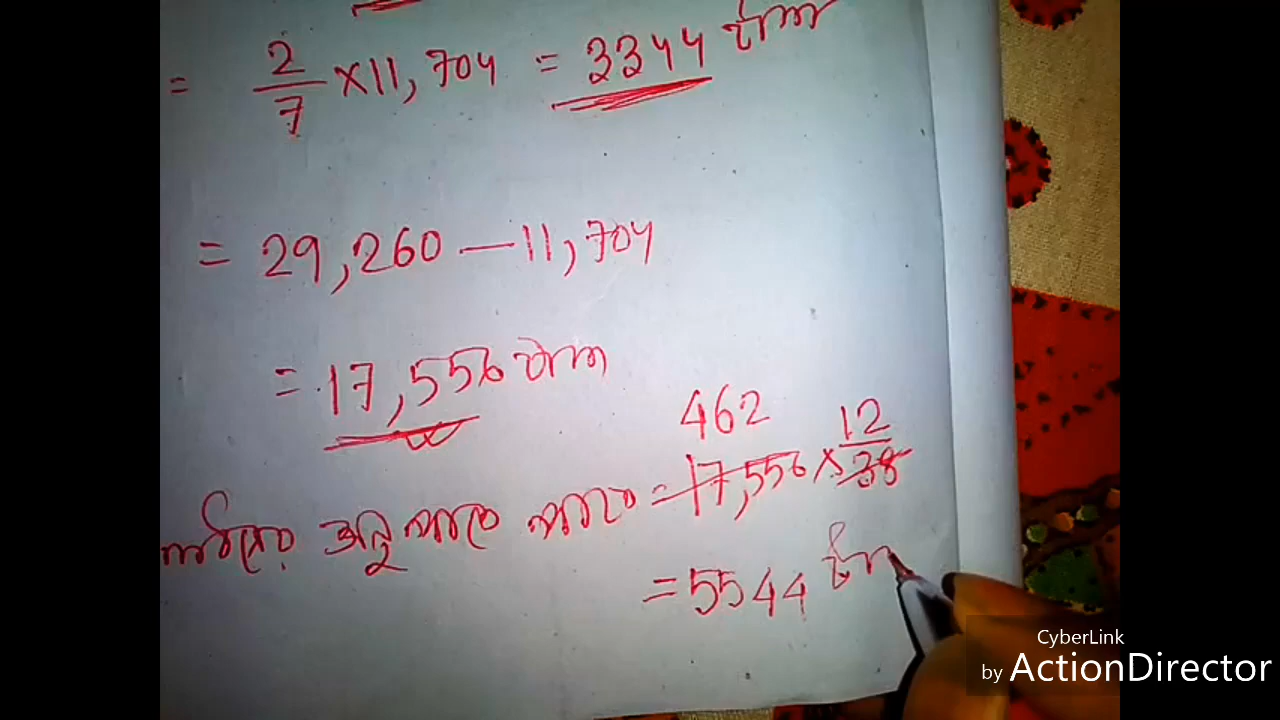 = 2/7 × 11,704 = 3344 টাকা
= 29,260 — 11,704
= 17,556 টাকা
462 12
অনুপাতে পাবে = 17,556 × 38
= 5544 টাকা
CyberLink
by ActionDirector